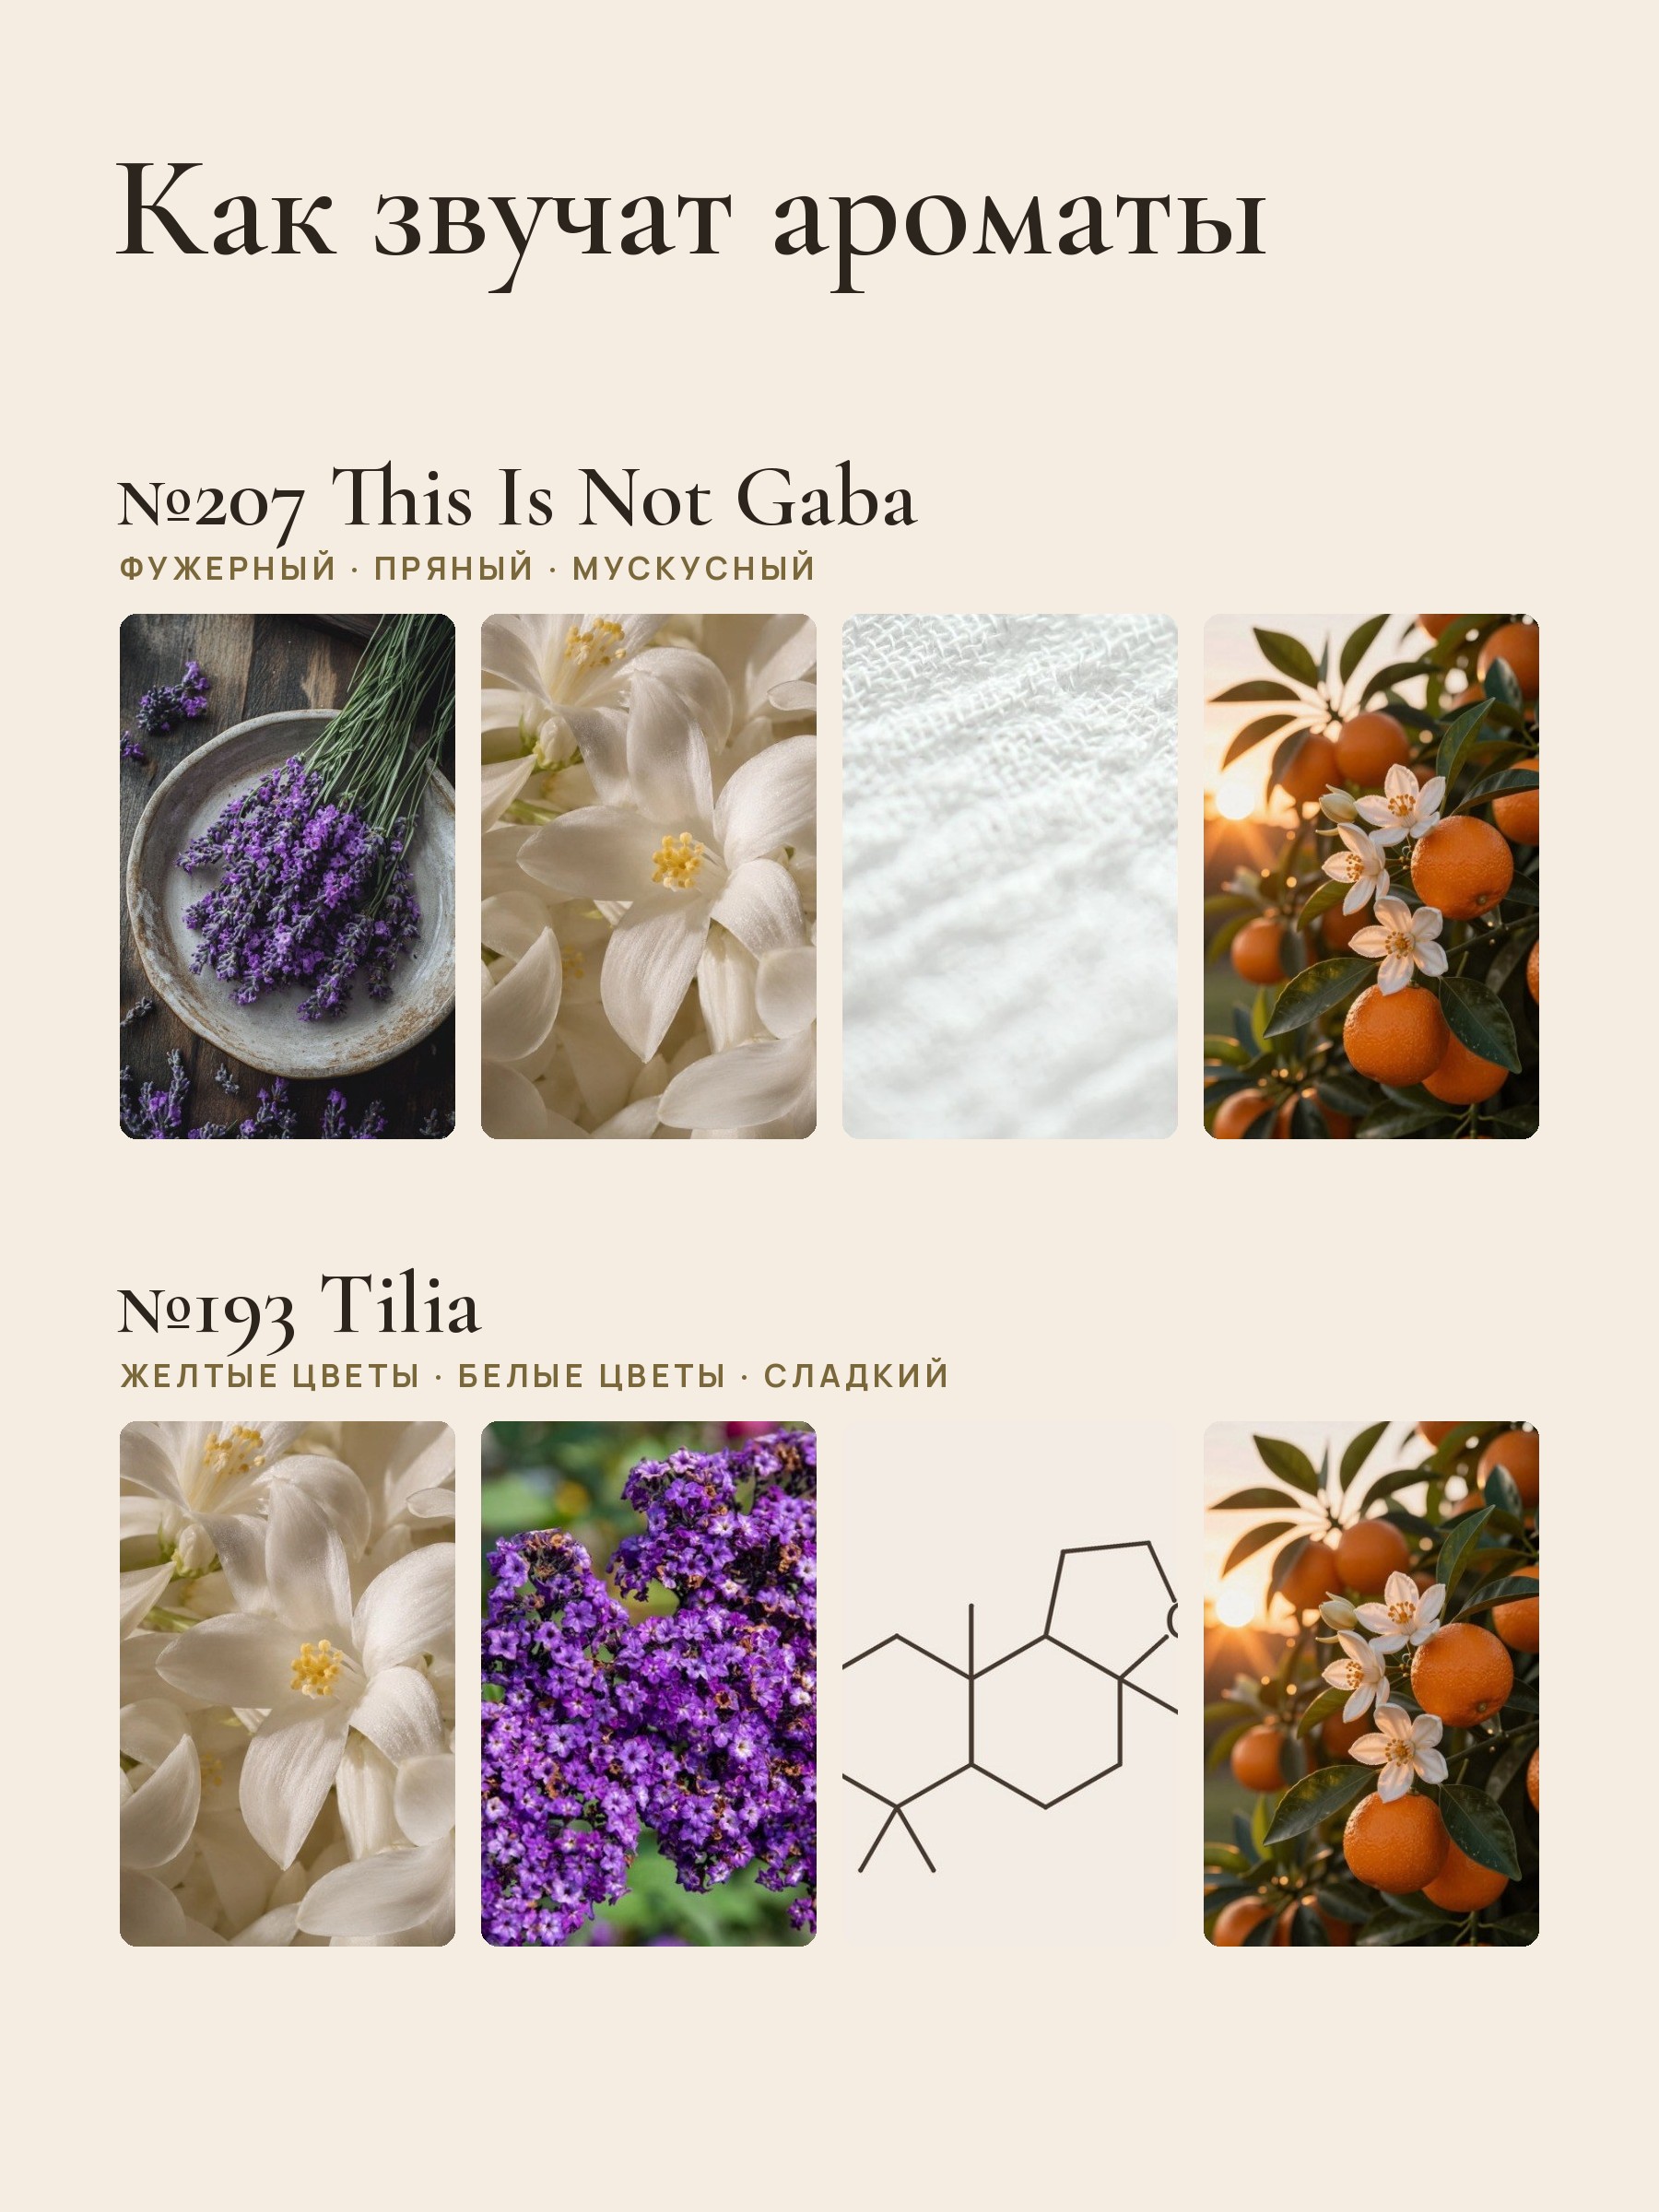 Как звучат ароматы
№207 This Is Not Gaba
ФУЖЕРНЫЙ · ПРЯНЫЙ · МУСКУСНЫЙ
№193 Tilia
ЖЕЛТЫЕ ЦВЕТЫ · БЕЛЫЕ ЦВЕТЫ · СЛАДКИЙ